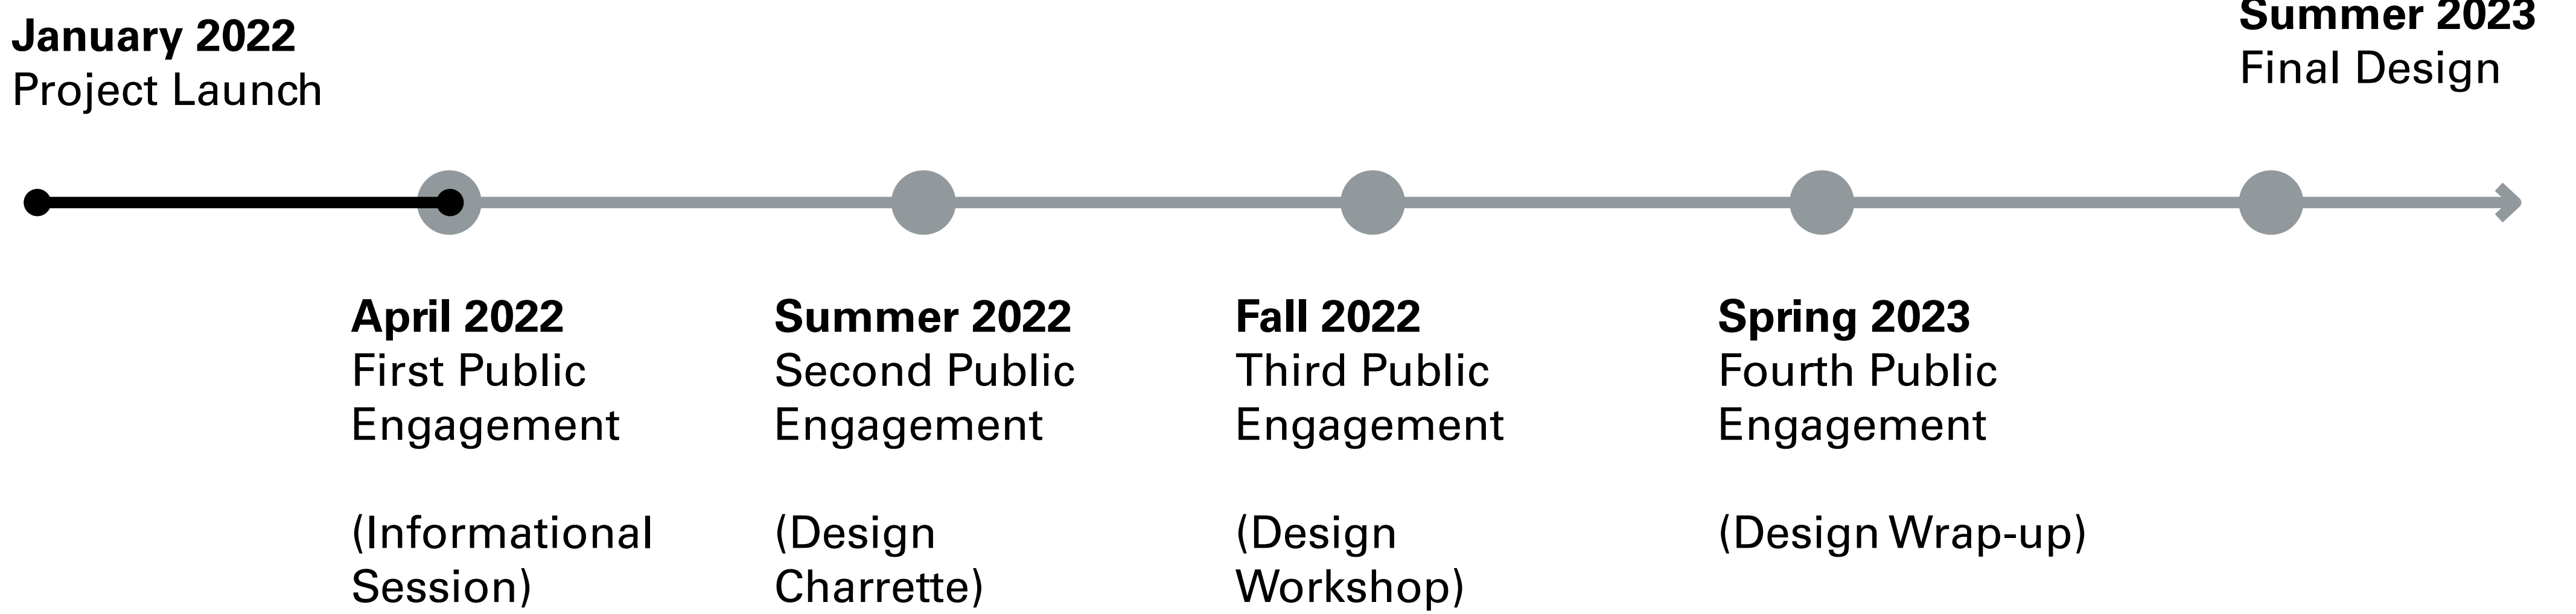 January 2022
Project Launch
Summer 2023
Final Design
April 2022
First Public
Engagement
(Informational
Session)
Summer 2022
Second Public
Engagement
(Design
Charrette)
Fall 2022
Third Public
Engagement
(Design
Workshop)
Spring 2023
Fourth Public
Engagement
(Design Wrap-up)